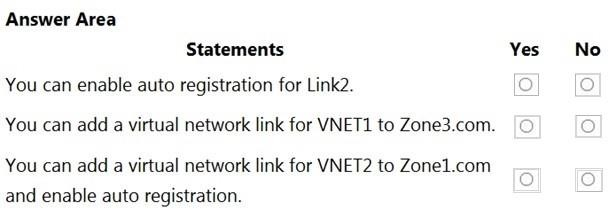 Answer Area
Statements Yes No
You can enable auto registration for Link2.
You can add a virtual network link for VNET1 to Zone3.com.
You can add a virtual network link for VNET2 to Zone1.com
and enable auto registration.